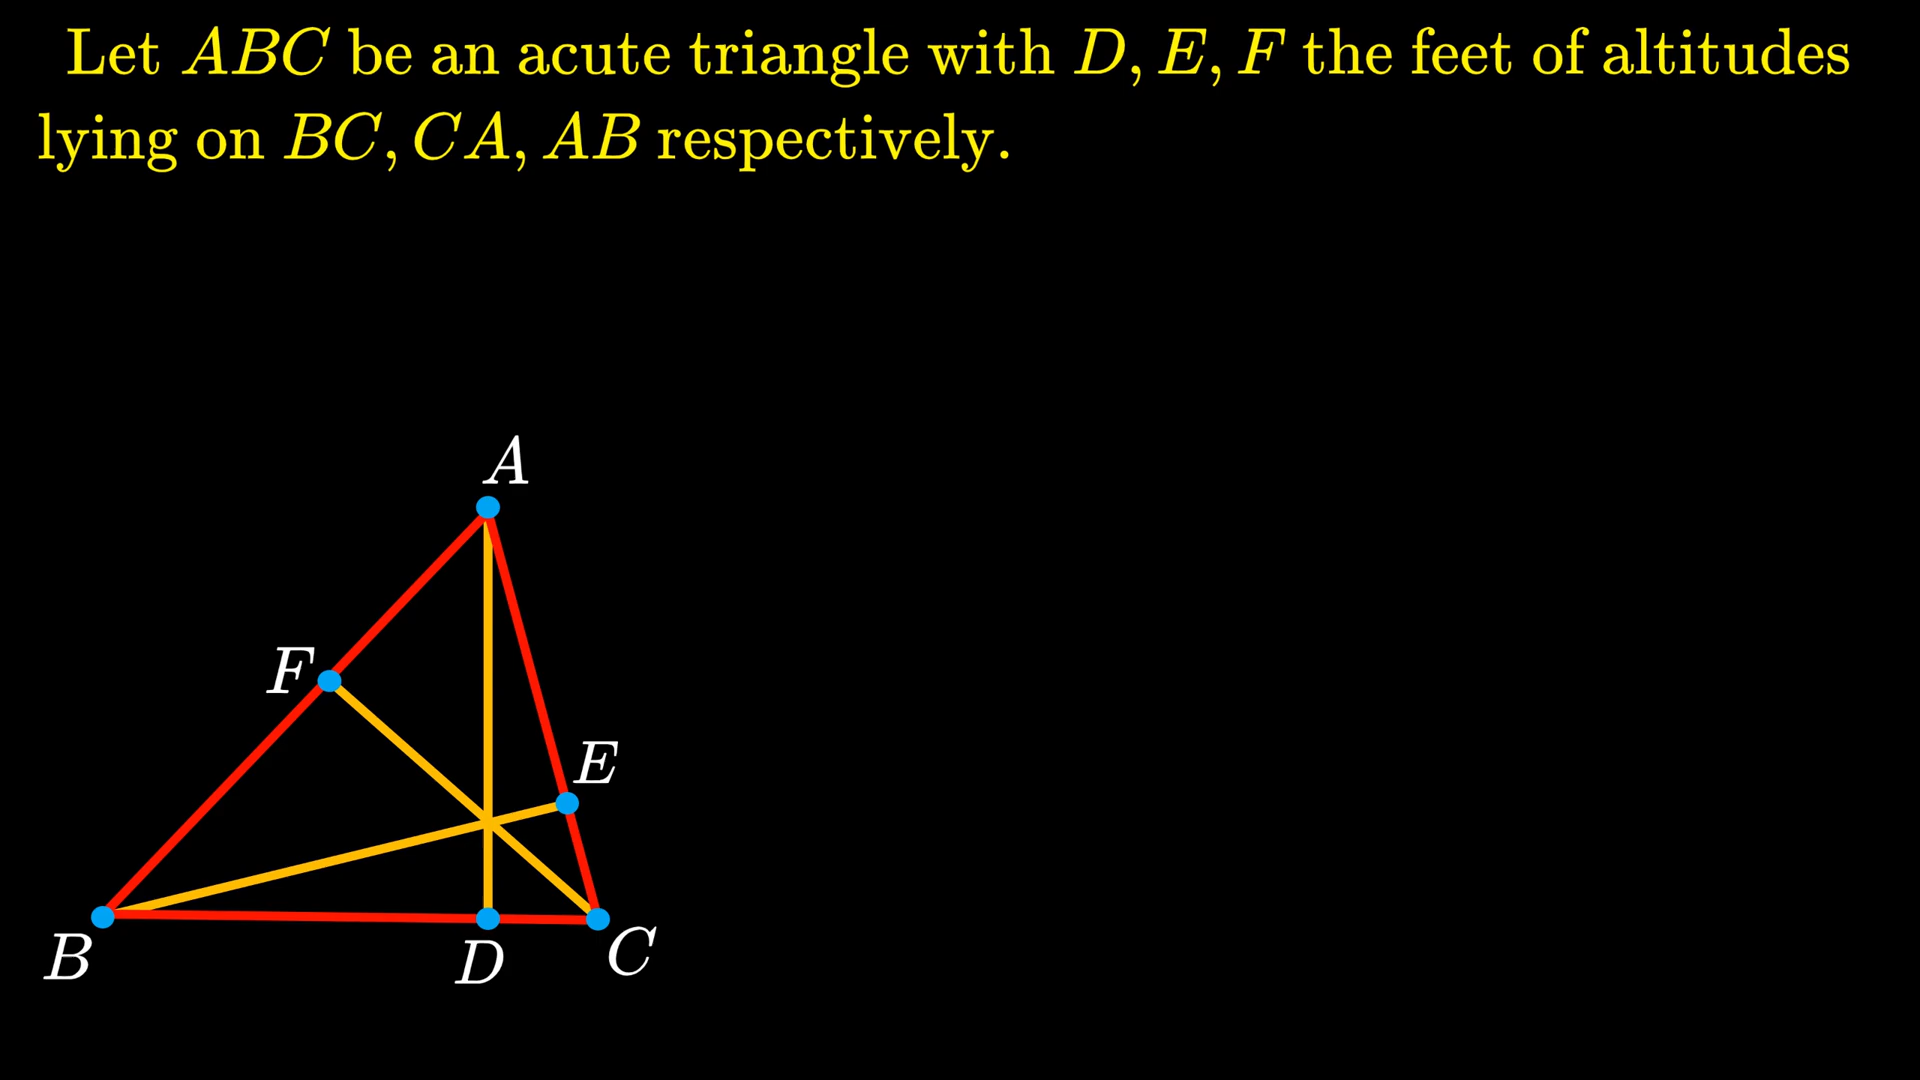 Let ABC be an acute triangle with D, E, F the feet of altitudes
lying on BC, CA, AB respectively.
A
F
E
B
D
C